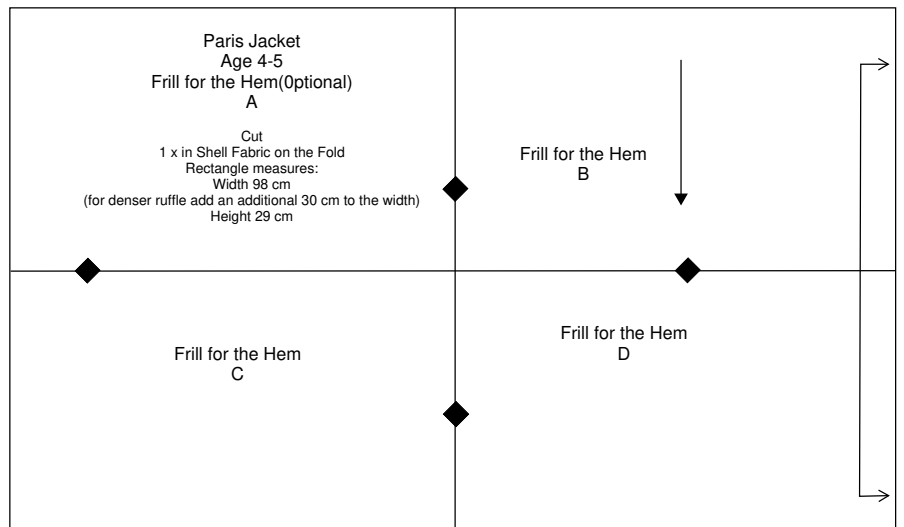 Paris Jacket
Age 4-5
Frill for the Hem(0ptional)
A
Cut
1 x in Shell Fabric on the Fold
Rectangle measures:
Width 98 cm
(for denser ruffle add an additional 30 cm to the width)
Height 29 cm
Frill for the Hem
B
Frill for the Hem
C
Frill for the Hem
D